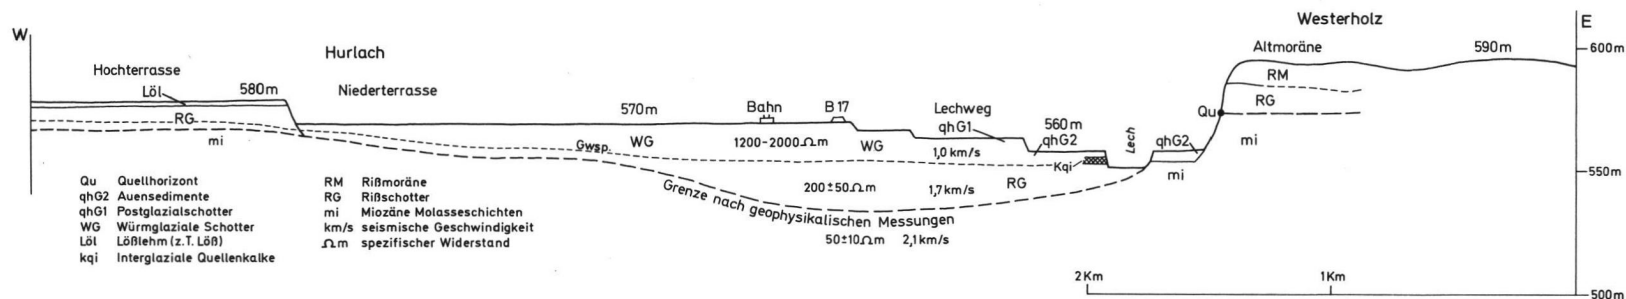 W
Hochterrasse
Löl
580m
RG
mi
Hurlach
Niederterrasse
570m
Bahn
B 17
Lechweg
qhG1
560m
qhG2
Lech
qhG2
mi
Westerholz
Altmoräne
590m
RM
RG
Qu
mi
E
600m
550m
500m
Gwsp.
WG
1200-2000 Ωm
WG
1,0 km/s
Kqi
200±50 Ωm
1,7 km/s
RG
Grenze nach geophysikalischen Messungen
50±10 Ωm
2,1 km/s
Qu Quellhorizont
qhG2 Auensedimente
qhG1 Postglazialschotter
WG Würmglaziale Schotter
Löl Lößlehm (z.T. Löß)
kqi Interglaziale Quellenkalke
RM Rißmoräne
RG Rißschotter
mi Miozäne Molasseschichten
km/s seismische Geschwindigkeit
Ωm spezifischer Widerstand
2 Km
1 Km